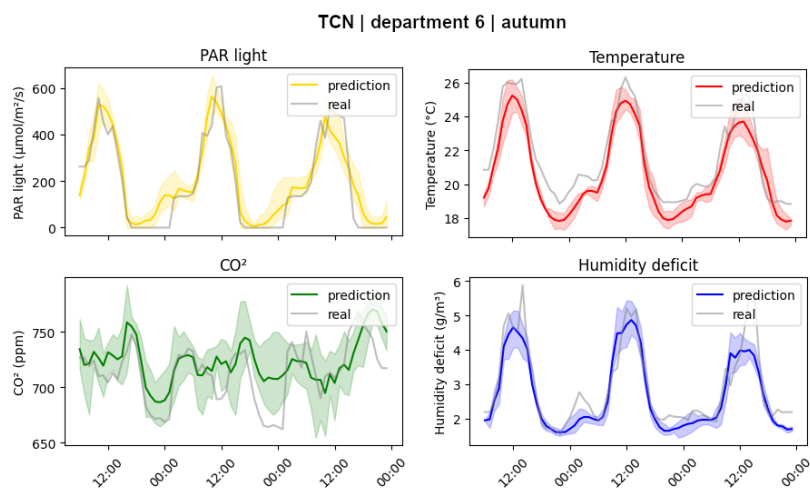 TCN | department 6 | autumn
PAR light
PAR light (μmol/m²/s)
600
400
200
0
prediction
real
Temperature
Temperature (°C)
26
24
22
20
18
prediction
real
CO²
CO² (ppm)
750
700
650
prediction
real
12:00
00:00
12:00
00:00
12:00
00:00
Humidity deficit
Humidity deficit (g/m³)
6
5
4
3
2
prediction
real
12:00
00:00
12:00
00:00
12:00
00:00